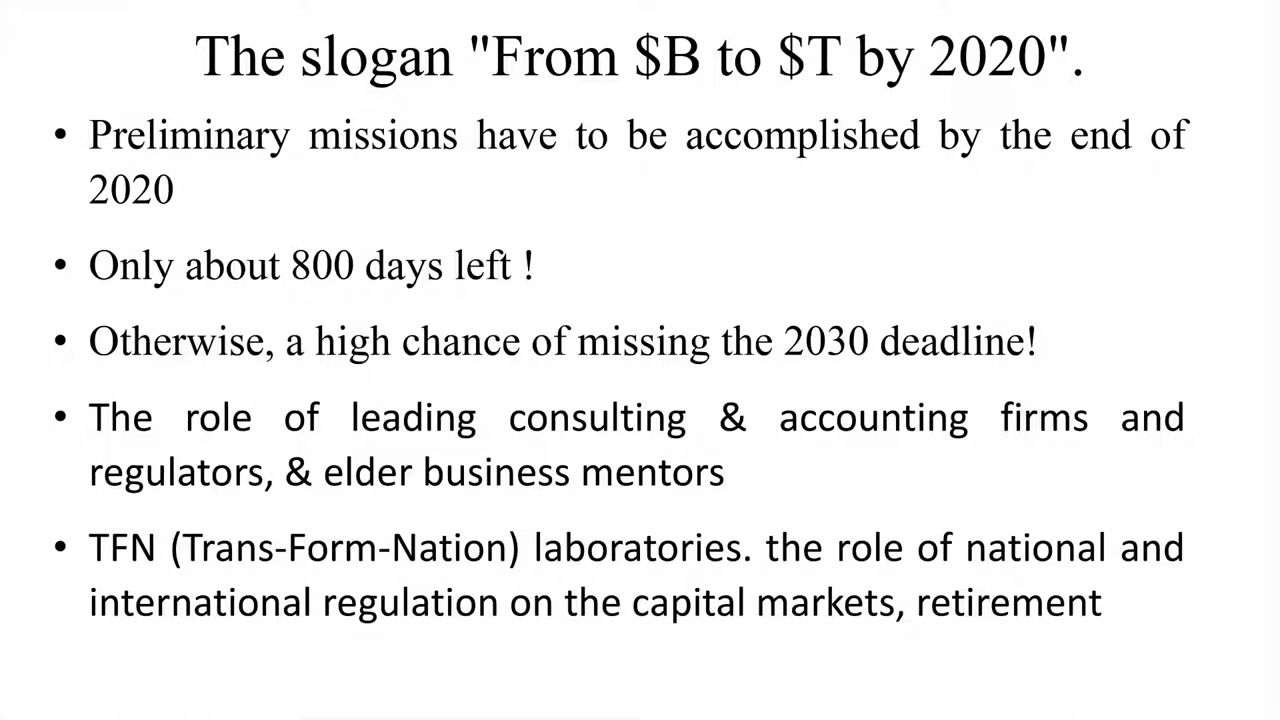 The slogan "From $B to $T by 2020".
• Preliminary missions have to be accomplished by the end of
2020
• Only about 800 days left !
• Otherwise, a high chance of missing the 2030 deadline!
• The role of leading consulting & accounting firms and
regulators, & elder business mentors
• TFN (Trans-Form-Nation) laboratories. the role of national and
international regulation on the capital markets, retirement